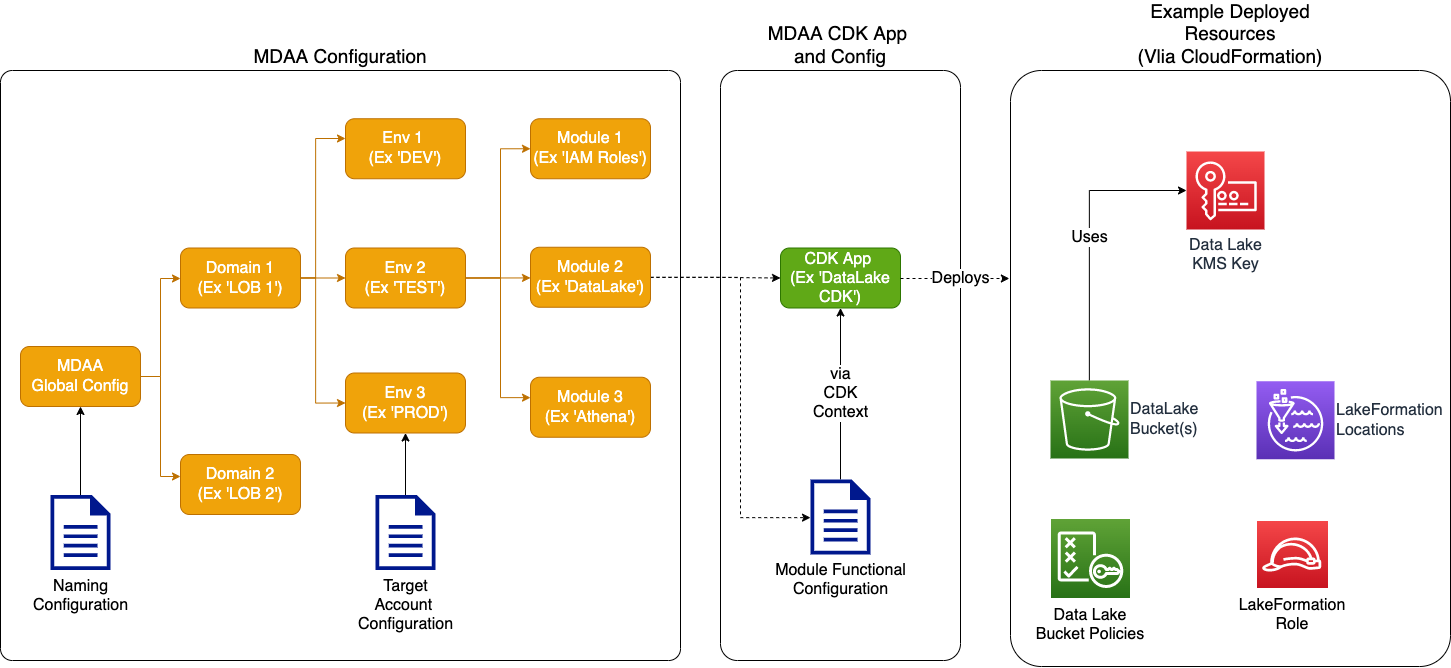 MDAA Configuration
MDAA CDK App
and Config
Example Deployed
Resources
(Vlia CloudFormation)
Env 1
(Ex 'DEV')
Module 1
(Ex 'IAM Roles')
Domain 1
(Ex 'LOB 1')
Env 2
(Ex 'TEST')
Module 2
(Ex 'DataLake')
MDAA
Global Config
Env 3
(Ex 'PROD')
Module 3
(Ex 'Athena')
Domain 2
(Ex 'LOB 2')
Naming
Configuration
Target
Account
Configuration
CDK App
(Ex 'DataLake
CDK')
Deploys
via
CDK
Context
Module Functional
Configuration
Uses
Data Lake
KMS Key
DataLake
Bucket(s)
LakeFormation
Locations
Data Lake
Bucket Policies
LakeFormation
Role